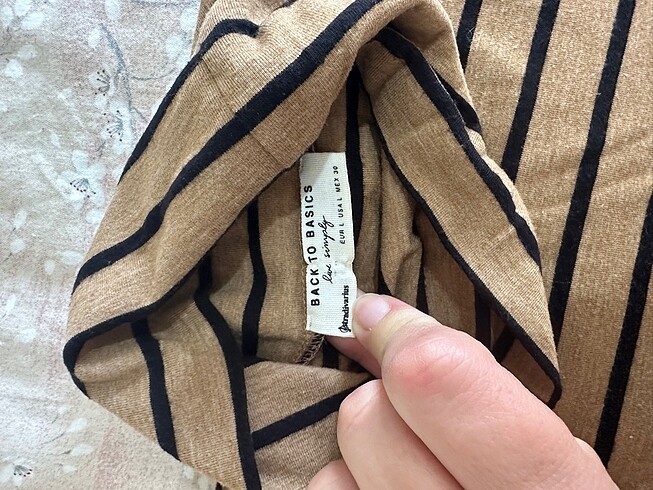 BACK TO BASICS
live simply
EUR L USA L MEX 30
stradivarius